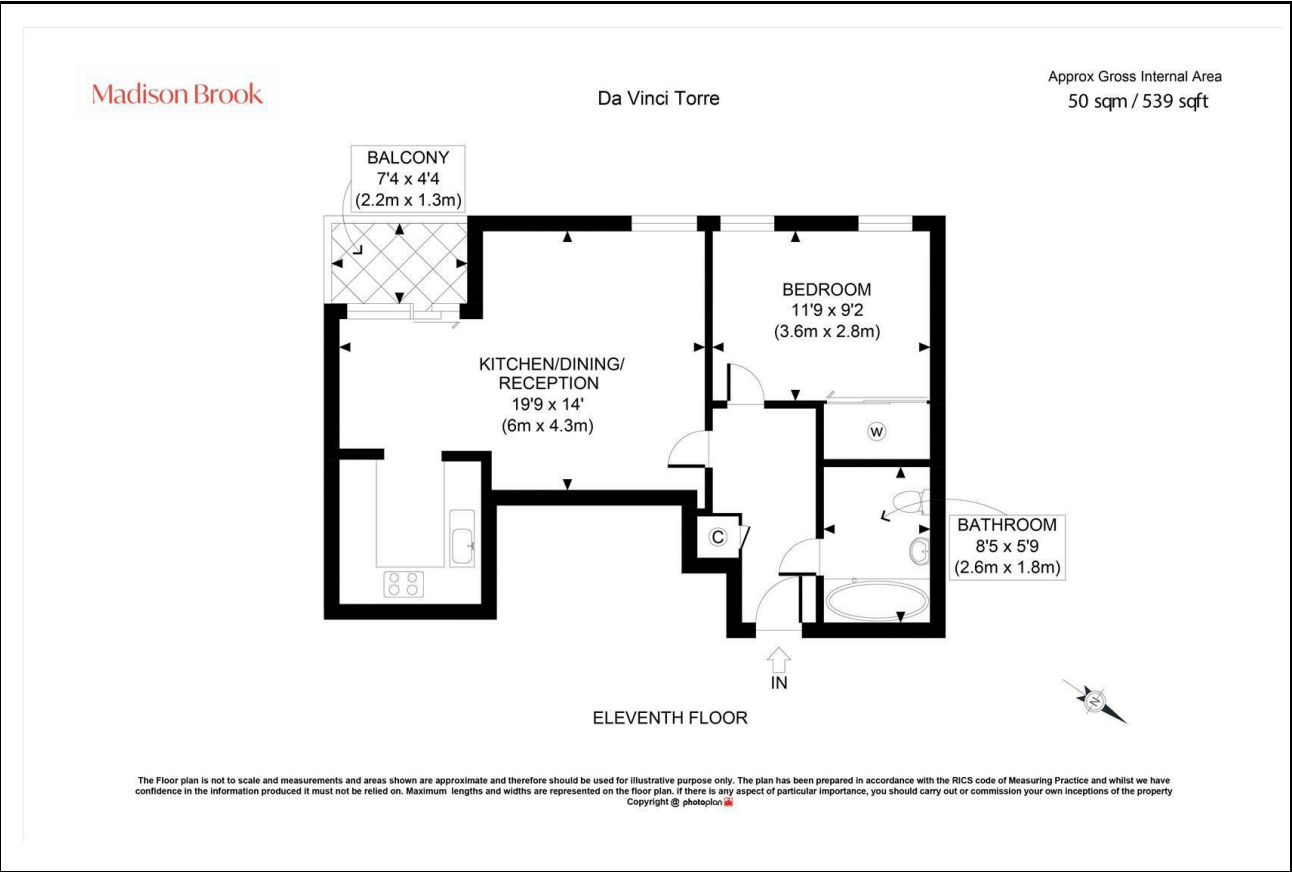 Madison Brook
Da Vinci Torre
Approx Gross Internal Area
50 sqm / 539 sqft
BALCONY
7'4 x 4'4
(2.2m x 1.3m)
BEDROOM
11'9 x 9'2
(3.6m x 2.8m)
KITCHEN/DINING/
RECEPTION
19'9 x 14'
(6m x 4.3m)
W
C
BATHROOM
8'5 x 5'9
(2.6m x 1.8m)
IN
N
ELEVENTH FLOOR
The Floor plan is not to scale and measurements and areas shown are approximate and therefore should be used for illustrative purpose only. The plan has been prepared in accordance with the RICS code of Measuring Practice and whilst we have
confidence in the information produced it must not be relied on. Maximum lengths and widths are represented on the floor plan. if there is any aspect of particular importance, you should carry out or commission your own inceptions of the property
Copyright @ photoplan